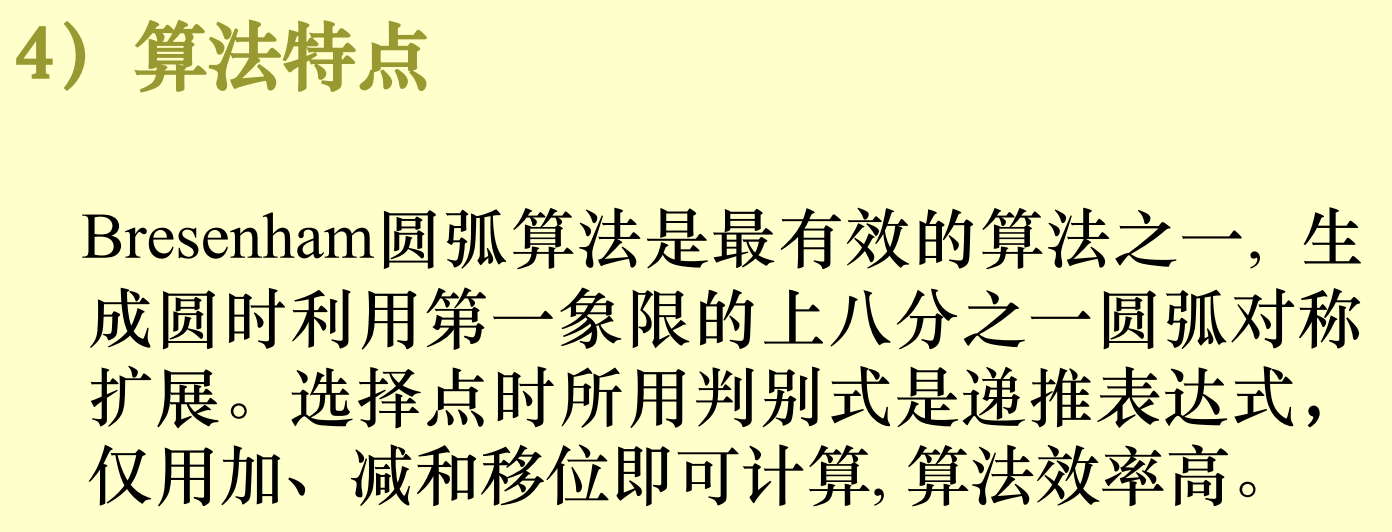 4）算法特点
Bresenham圆弧算法是最有效的算法之一, 生
成圆时利用第一象限的上八分之一圆弧对称
扩展。选择点时所用判别式是递推表达式，
仅用加、减和移位即可计算, 算法效率高。